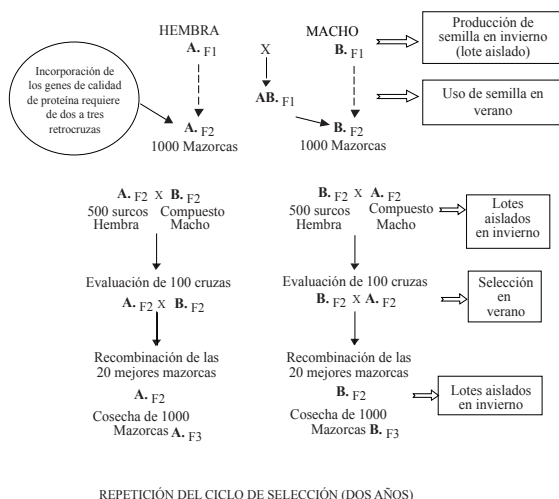 HEMBRA
A. F1
X
MACHO
B. F1
Producción de
semilla en invierno
(lote aislado)
Incorporación de
los genes de calidad
de proteína requiere
de dos a tres
retrocruzas
AB. F1
Uso de semilla en
verano
A. F2
1000 Mazorcas
B. F2
1000 Mazorcas
A. F2 X B. F2
500 surcos Compuesto
Hembra Macho
B. F2 X A. F2
500 surcos Compuesto
Hembra Macho
Lotes
aislados
en invierno
Evaluación de 100 cruzas
A. F2 X B. F2
Evaluación de 100 cruzas
B. F2 X A. F2
Selección en
verano
Recombinación de las
20 mejores mazorcas
A. F2
Cosecha de 1000
Mazorcas A. F3
Recombinación de las
20 mejores mazorcas
B. F2
Cosecha de 1000
Mazorcas B. F3
Lotes aislados
en invierno
REPETICIÓN DEL CICLO DE SELECCIÓN (DOS AÑOS)